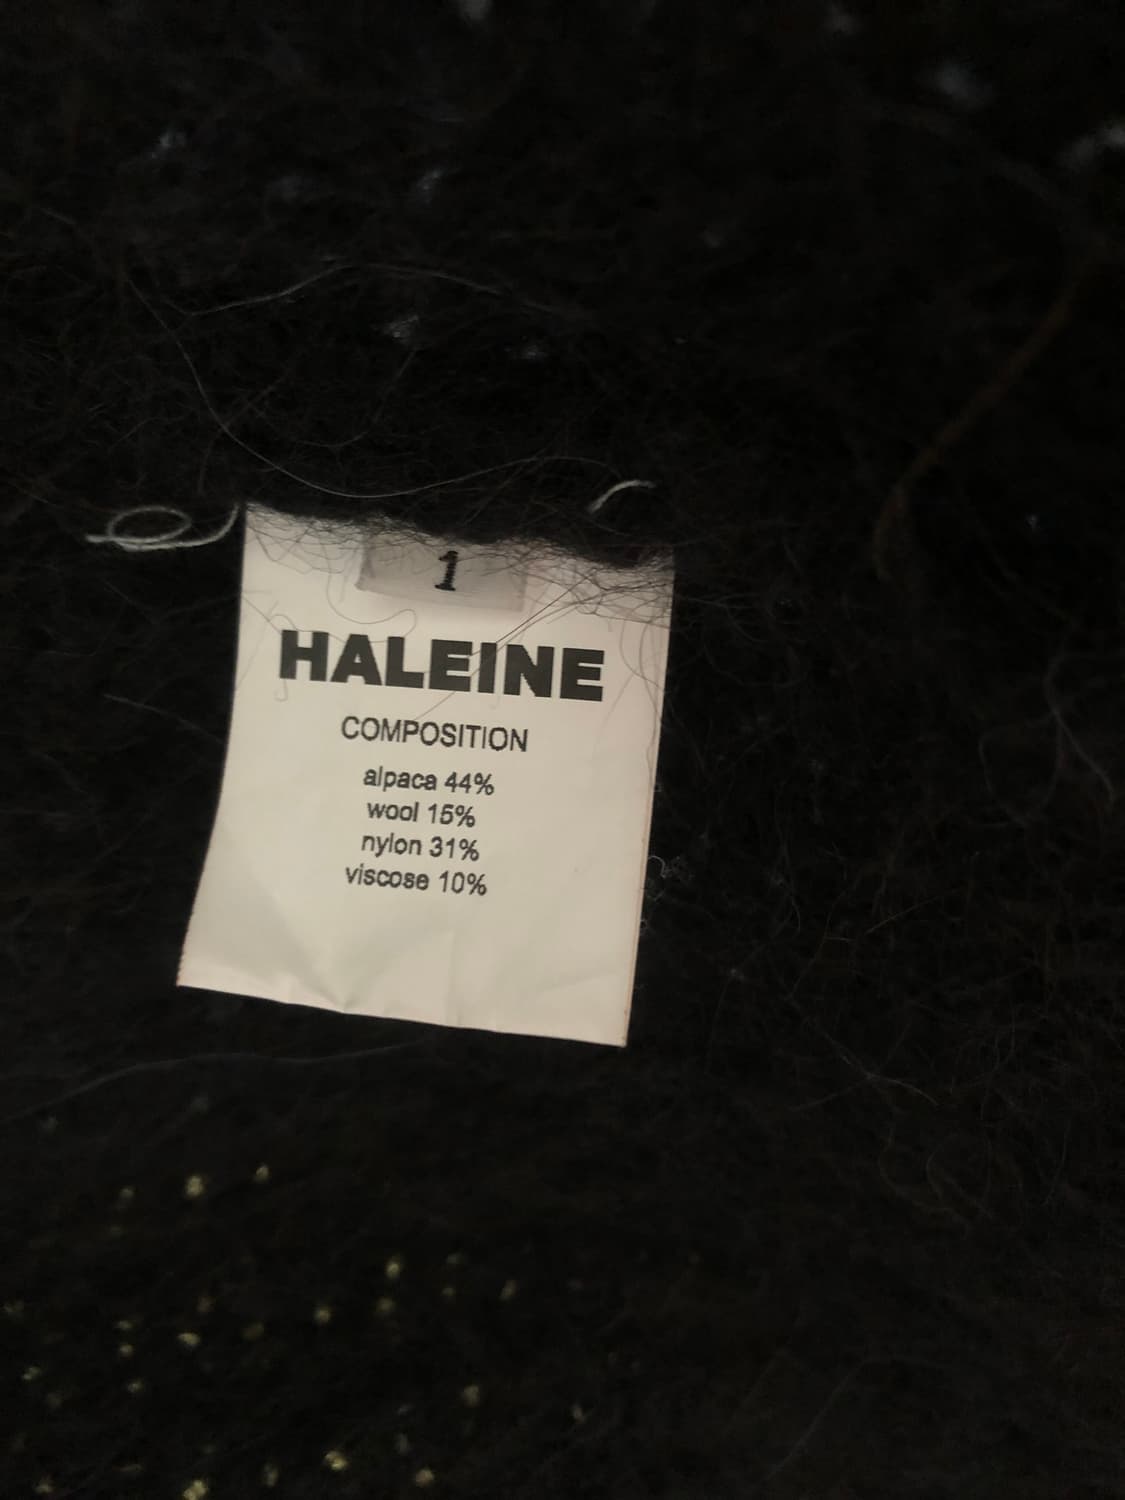 1
HALEINE
COMPOSITION
alpaca 44%
wool 15%
nylon 31%
viscose 10%